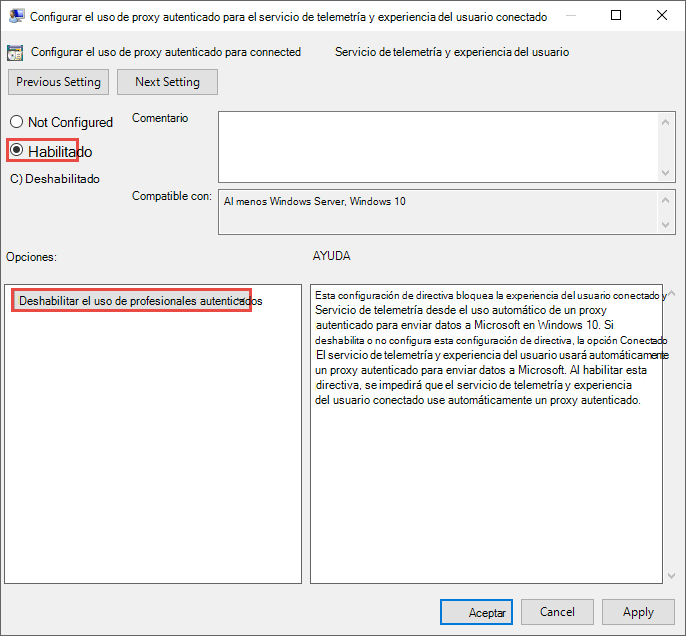 Configurar el uso de proxy autenticado para el servicio de telemetría y experiencia del usuario conectado
Configurar el uso de proxy autenticado para connected Servicio de telemetría y experiencia del usuario
Previous Setting Next Setting
Not Configured
Comentario
Habilitado
C) Deshabilitado
Compatible con:
Al menos Windows Server, Windows 10
Opciones:
AYUDA
Deshabilitar el uso de profesionales autenticados
Esta configuración de directiva bloquea la experiencia del usuario conectado y
Servicio de telemetría desde el uso automático de un proxy
autenticado para enviar datos a Microsoft en Windows 10. Si
deshabilita o no configura esta configuración de directiva, la opción Conectado
El servicio de telemetría y experiencia del usuario usará automáticamente
un proxy autenticado para enviar datos a Microsoft. Al habilitar esta
directiva, se impedirá que el servicio de telemetría y experiencia
del usuario conectado use automáticamente un proxy autenticado.
Aceptar Cancel Apply